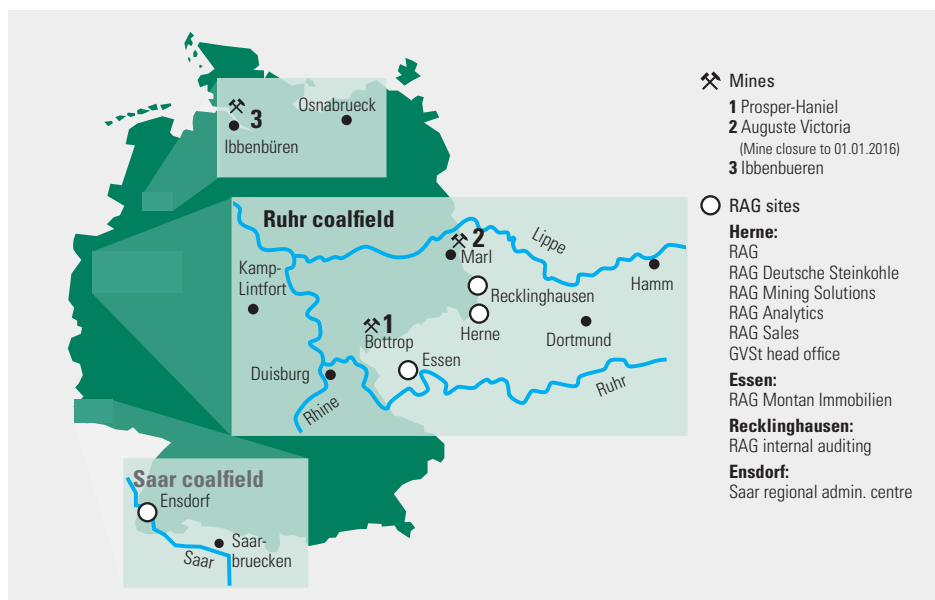 3
Osnabrueck
Ibbenbüren
Ruhr coalfield
2
Marl
Lippe
Kamp-
Lintfort
Recklinghausen
Hamm
1
Bottrop
Herne
Dortmund
Essen
Duisburg
Rhine
Ruhr
Saar coalfield
Ensdorf
Saar
Saar-
bruecken
Mines
1 Prosper-Haniel
2 Auguste Victoria
(Mine closure to 01.01.2016)
3 Ibbenbueren
RAG sites
Herne:
RAG
RAG Deutsche Steinkohle
RAG Mining Solutions
RAG Analytics
RAG Sales
GVSt head office
Essen:
RAG Montan Immobilien
Recklinghausen:
RAG internal auditing
Ensdorf:
Saar regional admin. centre